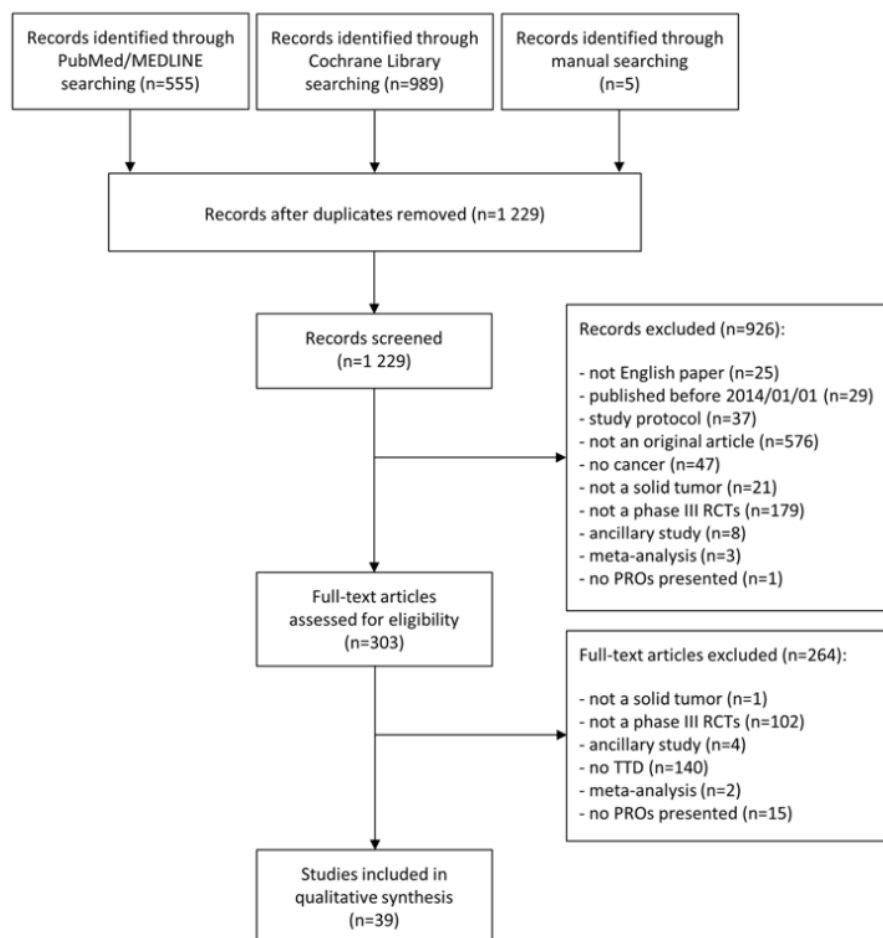 Records identified through
PubMed/MEDLINE
searching (n=555)
Records identified through
Cochrane Library
searching (n=989)
Records identified through
manual searching
(n=5)
Records after duplicates removed (n=1 229)
Records screened
(n=1 229)
Records excluded (n=926):
- not English paper (n=25)
- published before 2014/01/01 (n=29)
- study protocol (n=37)
- not an original article (n=576)
- no cancer (n=47)
- not a solid tumor (n=21)
- not a phase III RCTs (n=179)
- ancillary study (n=8)
- meta-analysis (n=3)
- no PROs presented (n=1)
Full-text articles
assessed for eligibility
(n=303)
Full-text articles excluded (n=264):
- not a solid tumor (n=1)
- not a phase III RCTs (n=102)
- ancillary study (n=4)
- no TTD (n=140)
- meta-analysis (n=2)
- no PROs presented (n=15)
Studies included in
qualitative synthesis
(n=39)